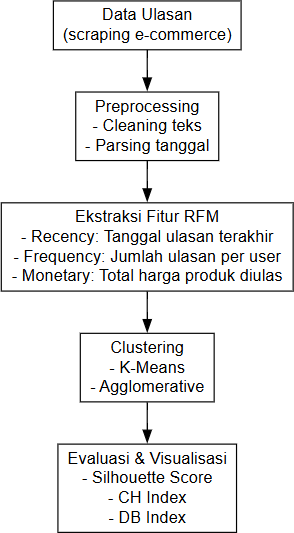 Data Ulasan
(scraping e-commerce)
Preprocessing
- Cleaning teks
- Parsing tanggal
Ekstraksi Fitur RFM
- Recency: Tanggal ulasan terakhir
- Frequency: Jumlah ulasan per user
- Monetary: Total harga produk diulas
Clustering
- K-Means
- Agglomerative
Evaluasi & Visualisasi
- Silhouette Score
- CH Index
- DB Index